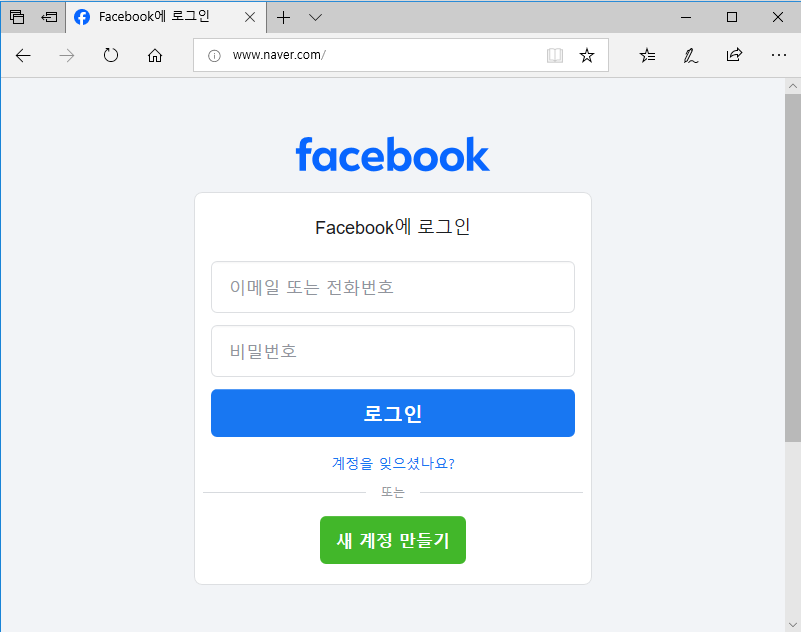 Facebook에 로그인
www.naver.com/
facebook
Facebook에 로그인
이메일 또는 전화번호
비밀번호
로그인
계정을 잊으셨나요?
또는
새 계정 만들기